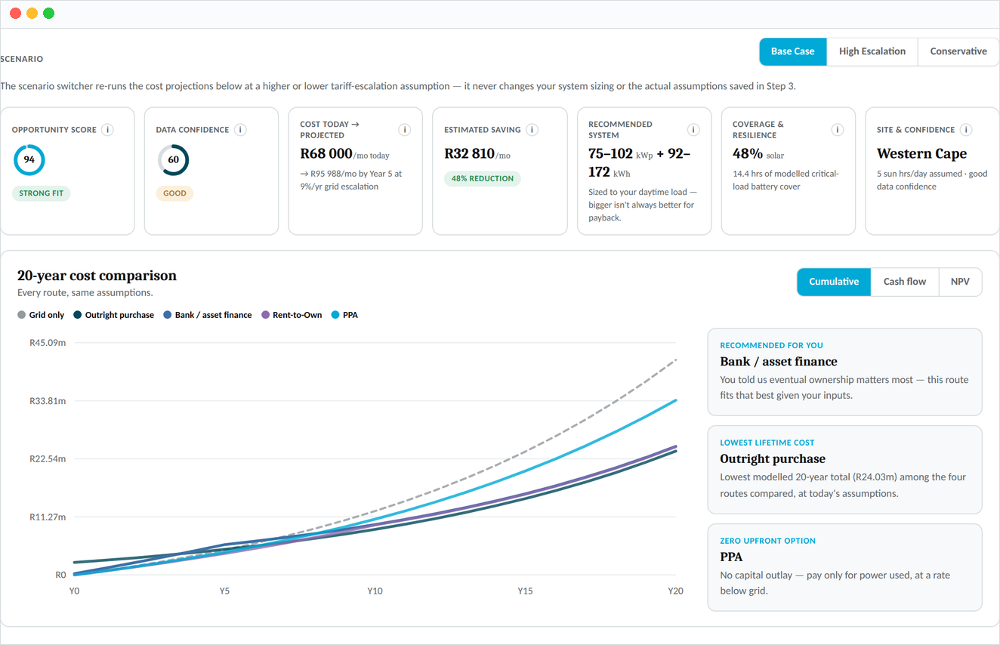 Base Case
High Escalation
Conservative
SCENARIO
The scenario switcher re-runs the cost projections below at a higher or lower tariff-escalation assumption — it never changes your system sizing or the actual assumptions saved in Step 3.
OPPORTUNITY SCORE i
94
STRONG FIT
DATA CONFIDENCE i
60
GOOD
COST TODAY →
PROJECTED i
R68 000/mo today
→ R95 988/mo by Year 5 at
9%/yr grid escalation
ESTIMATED SAVING i
R32 810/mo
48% REDUCTION
RECOMMENDED
SYSTEM i
75–102 kWp + 92–
172 kWh
Sized to your daytime load —
bigger isn't always better for
payback.
COVERAGE &
RESILIENCE i
48% solar
14.4 hrs of modelled critical-
load battery cover
SITE & CONFIDENCE i
Western Cape
5 sun hrs/day assumed · good
data confidence
20-year cost comparison
Every route, same assumptions.
Cumulative
Cash flow
NPV
Grid only
Outright purchase
Bank / asset finance
Rent-to-Own
PPA
R45.09m
R33.81m
R22.54m
R11.27m
R0
Y0
Y5
Y10
Y15
Y20
RECOMMENDED FOR YOU
Bank / asset finance
You told us eventual ownership matters most — this route
fits that best given your inputs.
LOWEST LIFETIME COST
Outright purchase
Lowest modelled 20-year total (R24.03m) among the four
routes compared, at today's assumptions.
ZERO UPFRONT OPTION
PPA
No capital outlay — pay only for power used, at a rate
below grid.